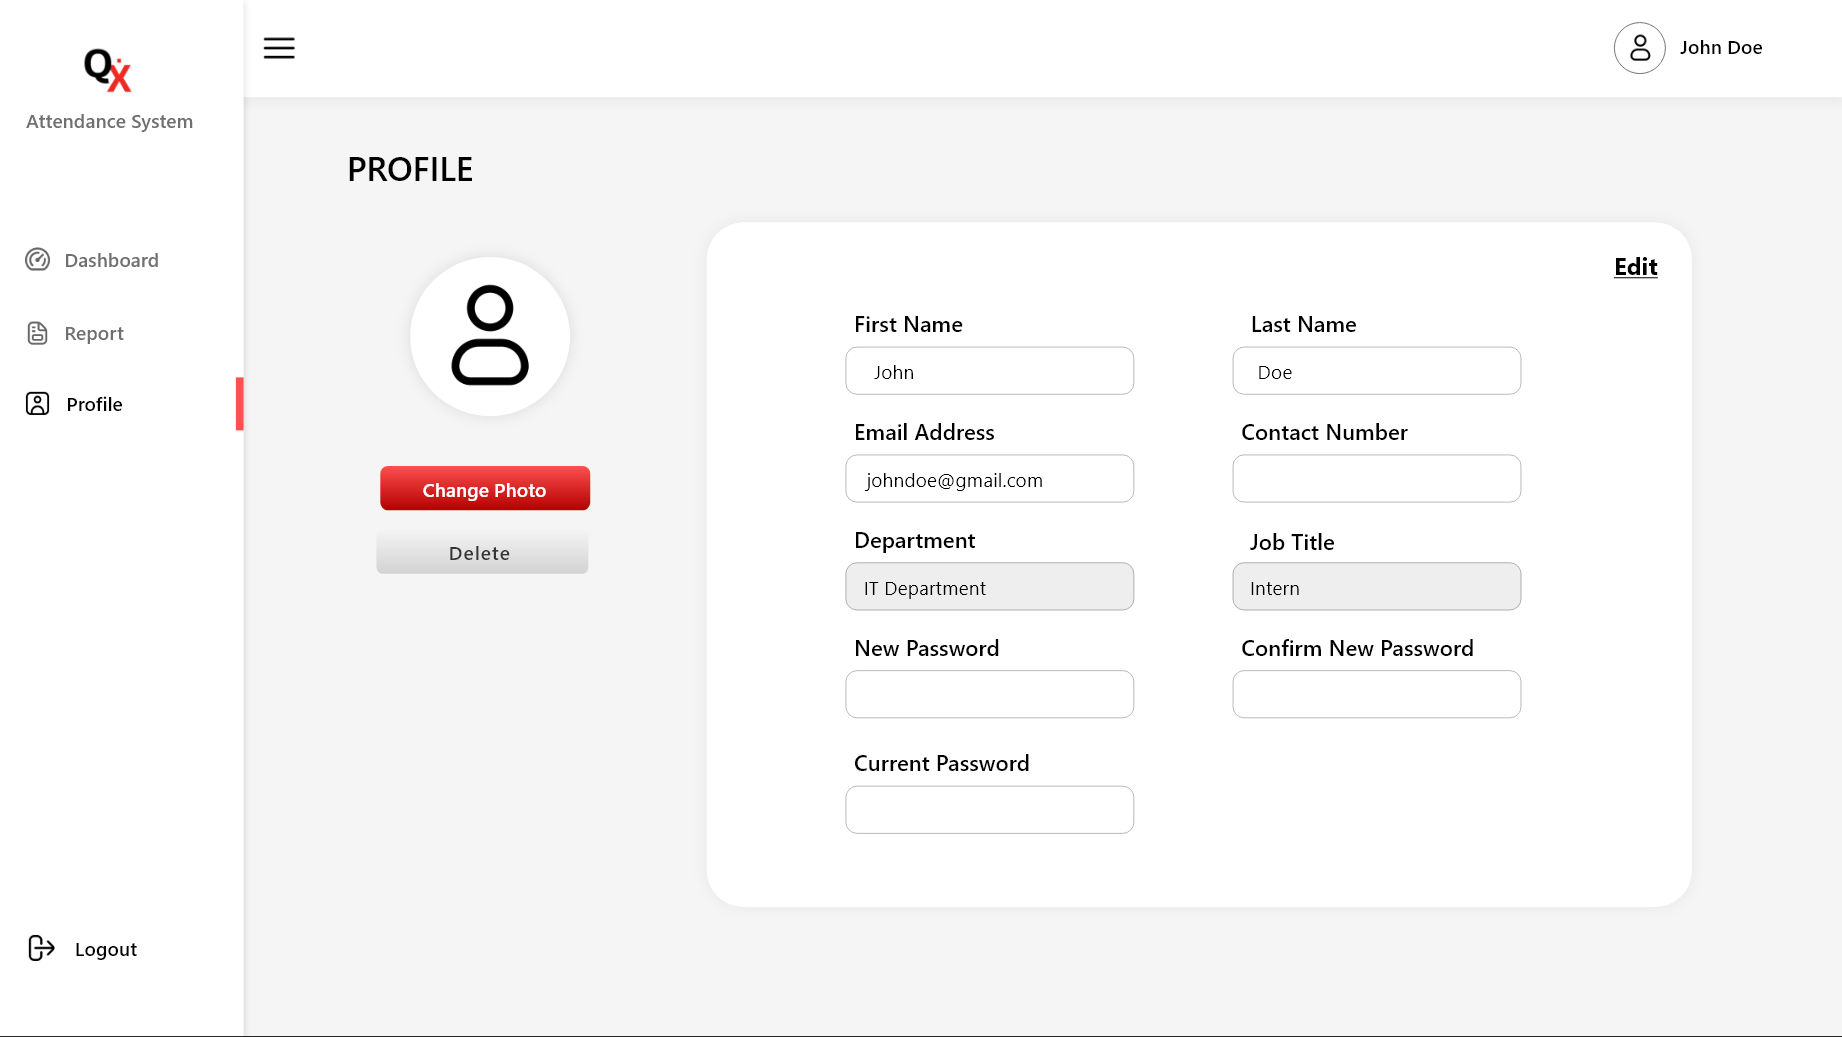 QX
Attendance System
John Doe
Dashboard
Report
Profile
Logout
PROFILE
Change Photo
Delete
Edit
First Name
Last Name
John
Doe
Email Address
Contact Number
johndoe@gmail.com
Department
Job Title
IT Department
Intern
New Password
Confirm New Password
Current Password